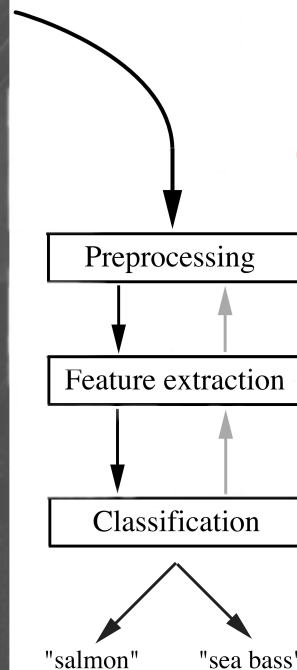 Preprocessing
Feature extraction
Classification
"salmon" "sea bass"